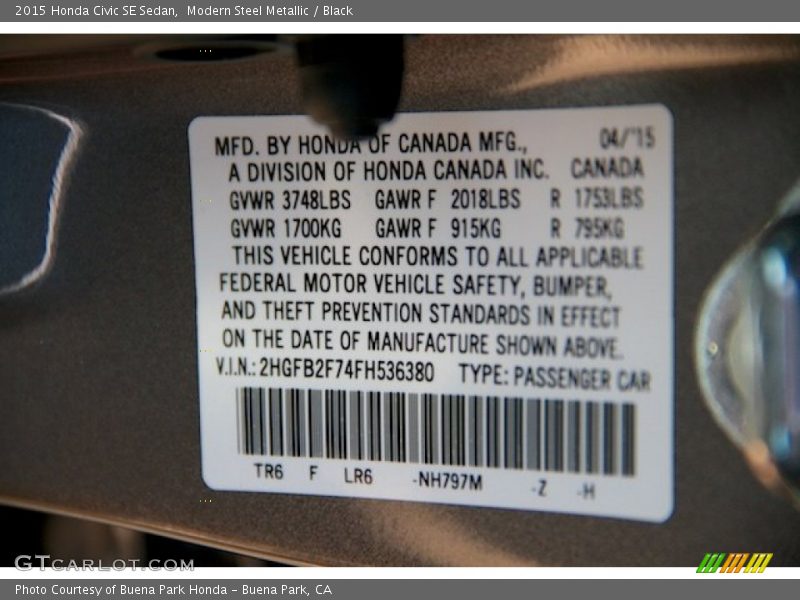 2015 Honda Civic SE Sedan,  Modern Steel Metallic / Black
MFD. BY HONDA OF CANADA MFG., 04/'15
A DIVISION OF HONDA CANADA INC. CANADA
GVWR 3748LBS GAWR F 2018LBS R 1753LBS
GVWR 1700KG GAWR F 915KG R 795KG
THIS VEHICLE CONFORMS TO ALL APPLICABLE
FEDERAL MOTOR VEHICLE SAFETY, BUMPER,
AND THEFT PREVENTION STANDARDS IN EFFECT
ON THE DATE OF MANUFACTURE SHOWN ABOVE.
V.I.N.: 2HGFB2F74FH536380 TYPE: PASSENGER CAR
TR6 F LR6 -NH797M -Z -H
GTCARLOT.COM
Photo Courtesy of Buena Park Honda – Buena Park, CA